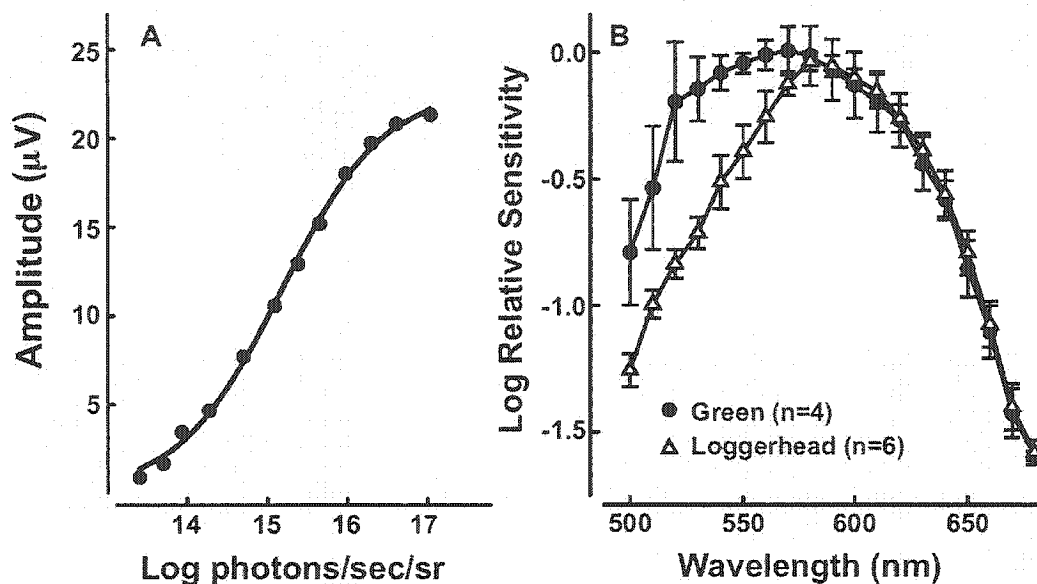 A
25
20
15
10
5
Amplitude (μV)
14 15 16 17
Log photons/sec/sr
B
0.0
-0.5
-1.0
-1.5
Log Relative Sensitivity
Green (n=4)
Loggerhead (n=6)
500 550 600 650
Wavelength (nm)